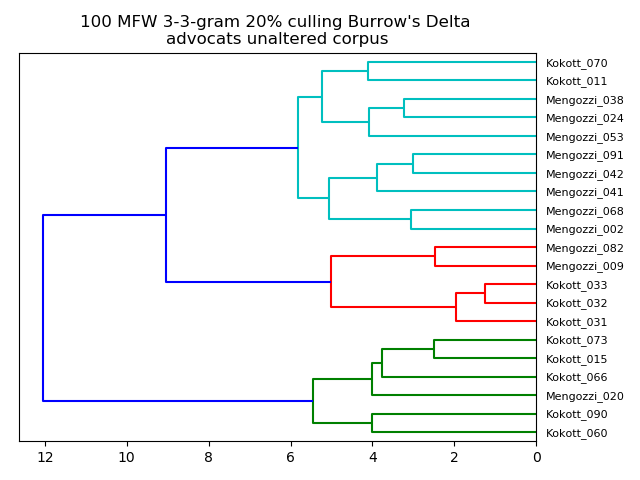 100 MFW 3-3-gram 20% culling Burrow's Delta
advocats unaltered corpus
Kokott_070
Kokott_011
Mengozzi_038
Mengozzi_024
Mengozzi_053
Mengozzi_091
Mengozzi_042
Mengozzi_041
Mengozzi_068
Mengozzi_002
Mengozzi_082
Mengozzi_009
Kokott_033
Kokott_032
Kokott_031
Kokott_073
Kokott_015
Kokott_066
Mengozzi_020
Kokott_090
Kokott_060
12 10 8 6 4 2 0